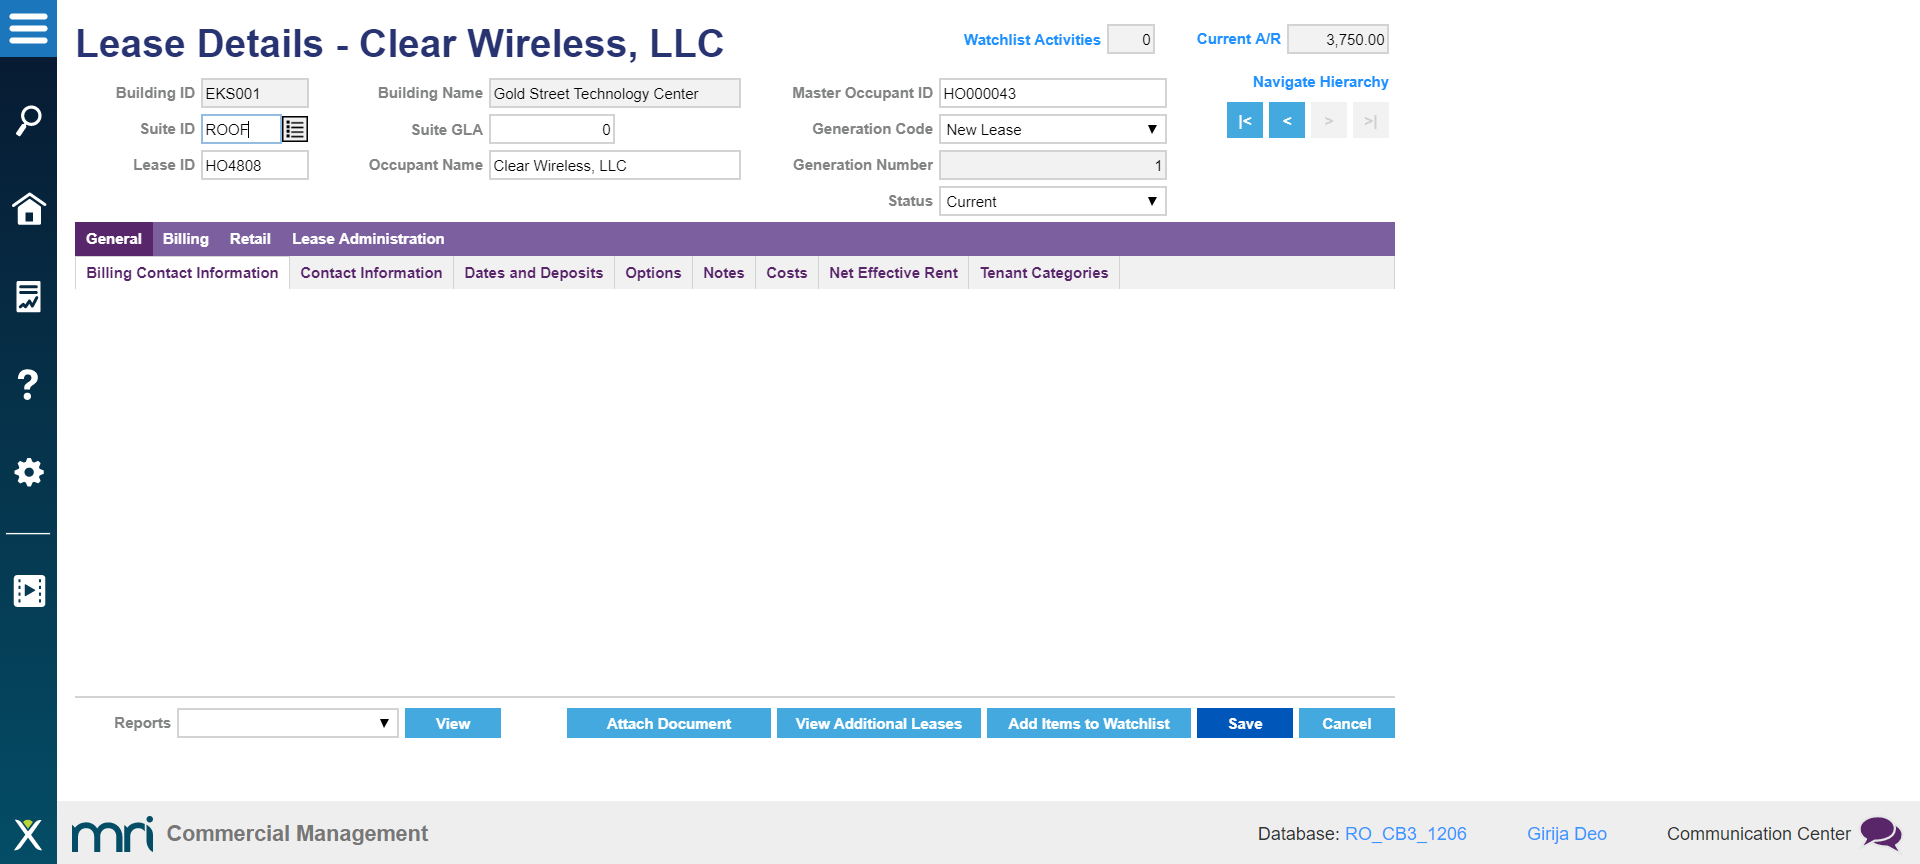 Lease Details - Clear Wireless, LLC
Watchlist Activities 0 Current A/R 3,750.00
Navigate Hierarchy
Building ID EKS001 Building Name Gold Street Technology Center Master Occupant ID HO000043
|< < > >|
Suite ID ROOF Suite GLA 0 Generation Code New Lease
Lease ID HO4808 Occupant Name Clear Wireless, LLC Generation Number 1
Status Current
General Billing Retail Lease Administration
Billing Contact Information Contact Information Dates and Deposits Options Notes Costs Net Effective Rent Tenant Categories
Reports View Attach Document View Additional Leases Add Items to Watchlist Save Cancel
mri Commercial Management Database: RO_CB3_1206 Girija Deo Communication Center